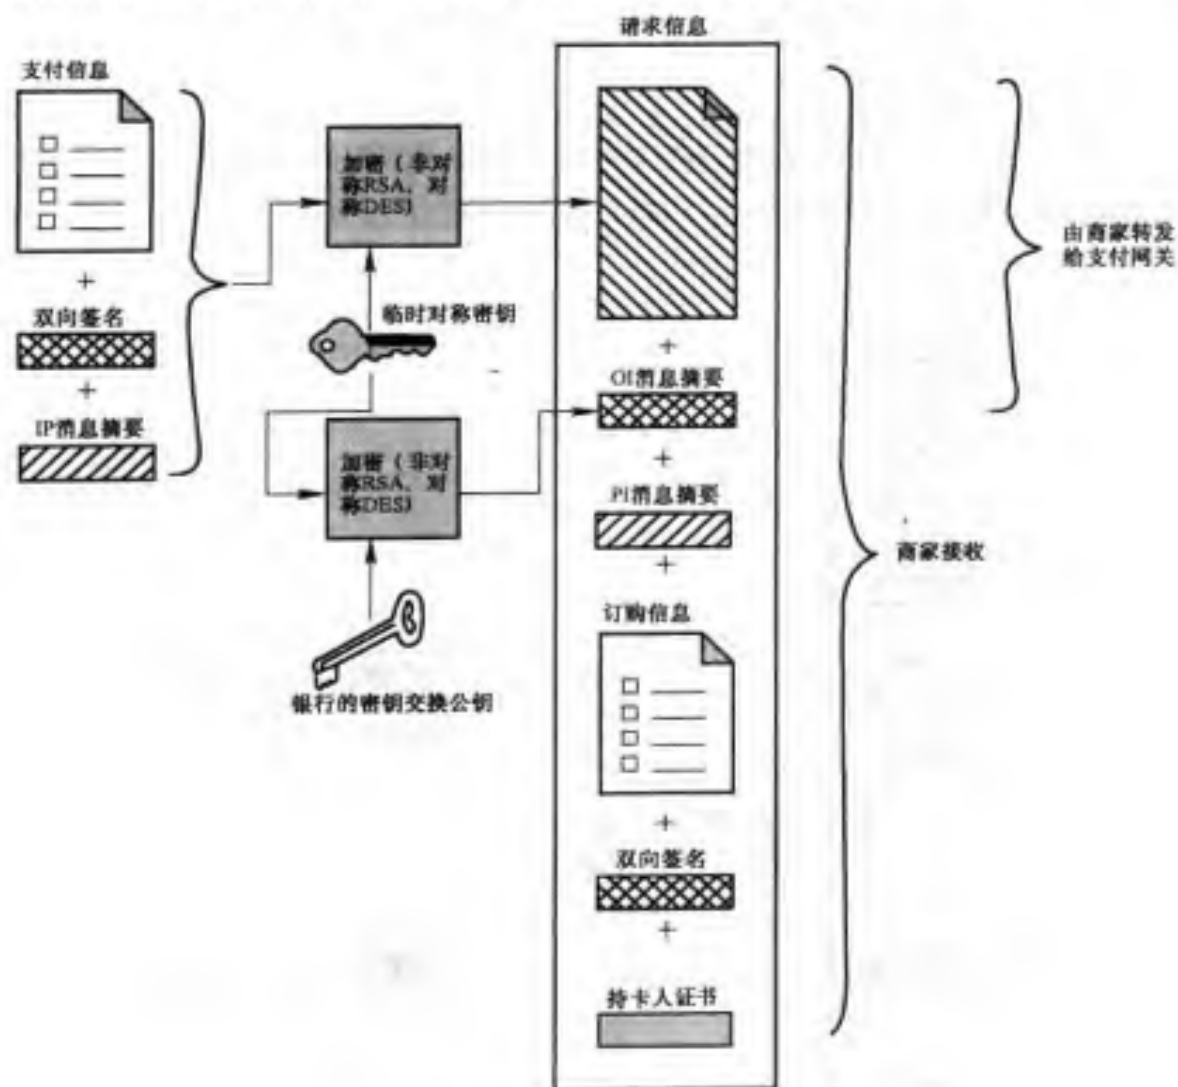 请求信息
支付信息
加密（非对
称RSA、对
称DES)
由商家转发
给支付网关
双向签名
临时对称密钥
IP消息摘要
OI消息摘要
加密（非对
称RSA、对
称DES)
PI消息摘要
商家接收
订购信息
银行的密钥交换公钥
双向签名
持卡人证书